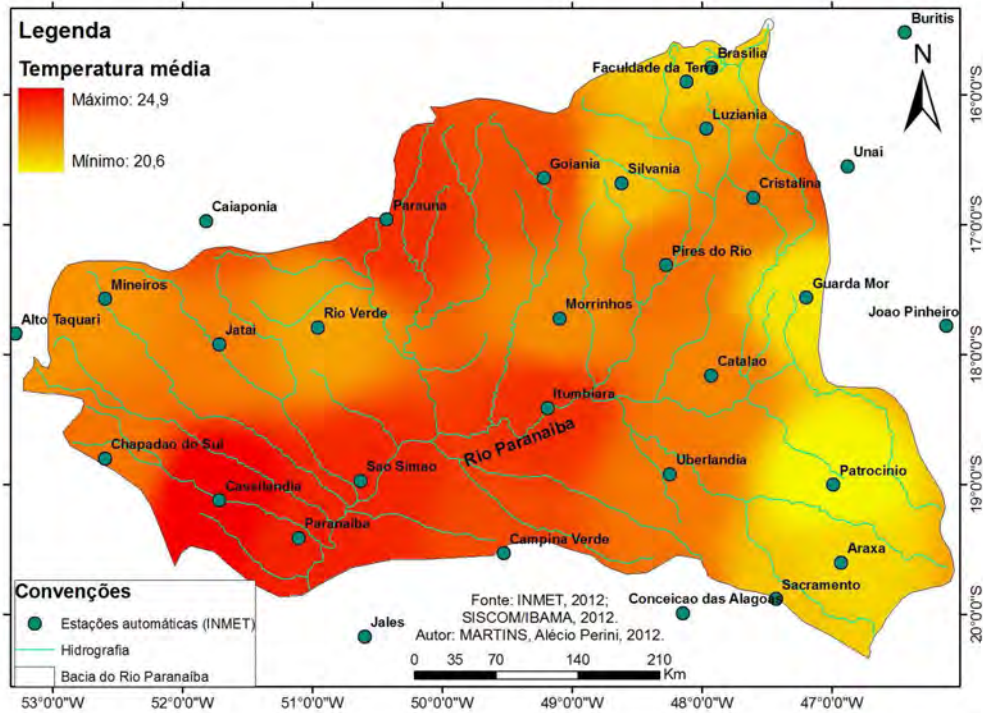 Legenda
Temperatura média
Máximo: 24,9
Mínimo: 20,6
Buritis
N
Brasília
Faculdade da Terra
Luziania
Unai
Goiania
Silvania
Cristalina
Caiaponia
Parauna
Pires do Rio
Mineiros
Guarda Mor
Alto Taquari
Rio Verde
Morrinhos
Joao Pinheiro
Jatai
Catalao
Itumbiara
Rio Paranaíba
Chapadao do Sul
Sao Simao
Uberlandia
Patrocinio
Cassilandia
Paranaiba
Campina Verde
Araxa
Sacramento
Conceicao das Alagoas
Jales
Convenções
Estações automáticas (INMET)
Hidrografia
Bacia do Rio Paranaíba
Fonte: INMET, 2012;
SISCOM/IBAMA, 2012.
Autor: MARTINS, Alécio Perini, 2012.
0 35 70 140 210
Km
16°0'0"S
17°0'0"S
18°0'0"S
19°0'0"S
20°0'0"S
53°0'0"W 52°0'0"W 51°0'0"W 50°0'0"W 49°0'0"W 48°0'0"W 47°0'0"W